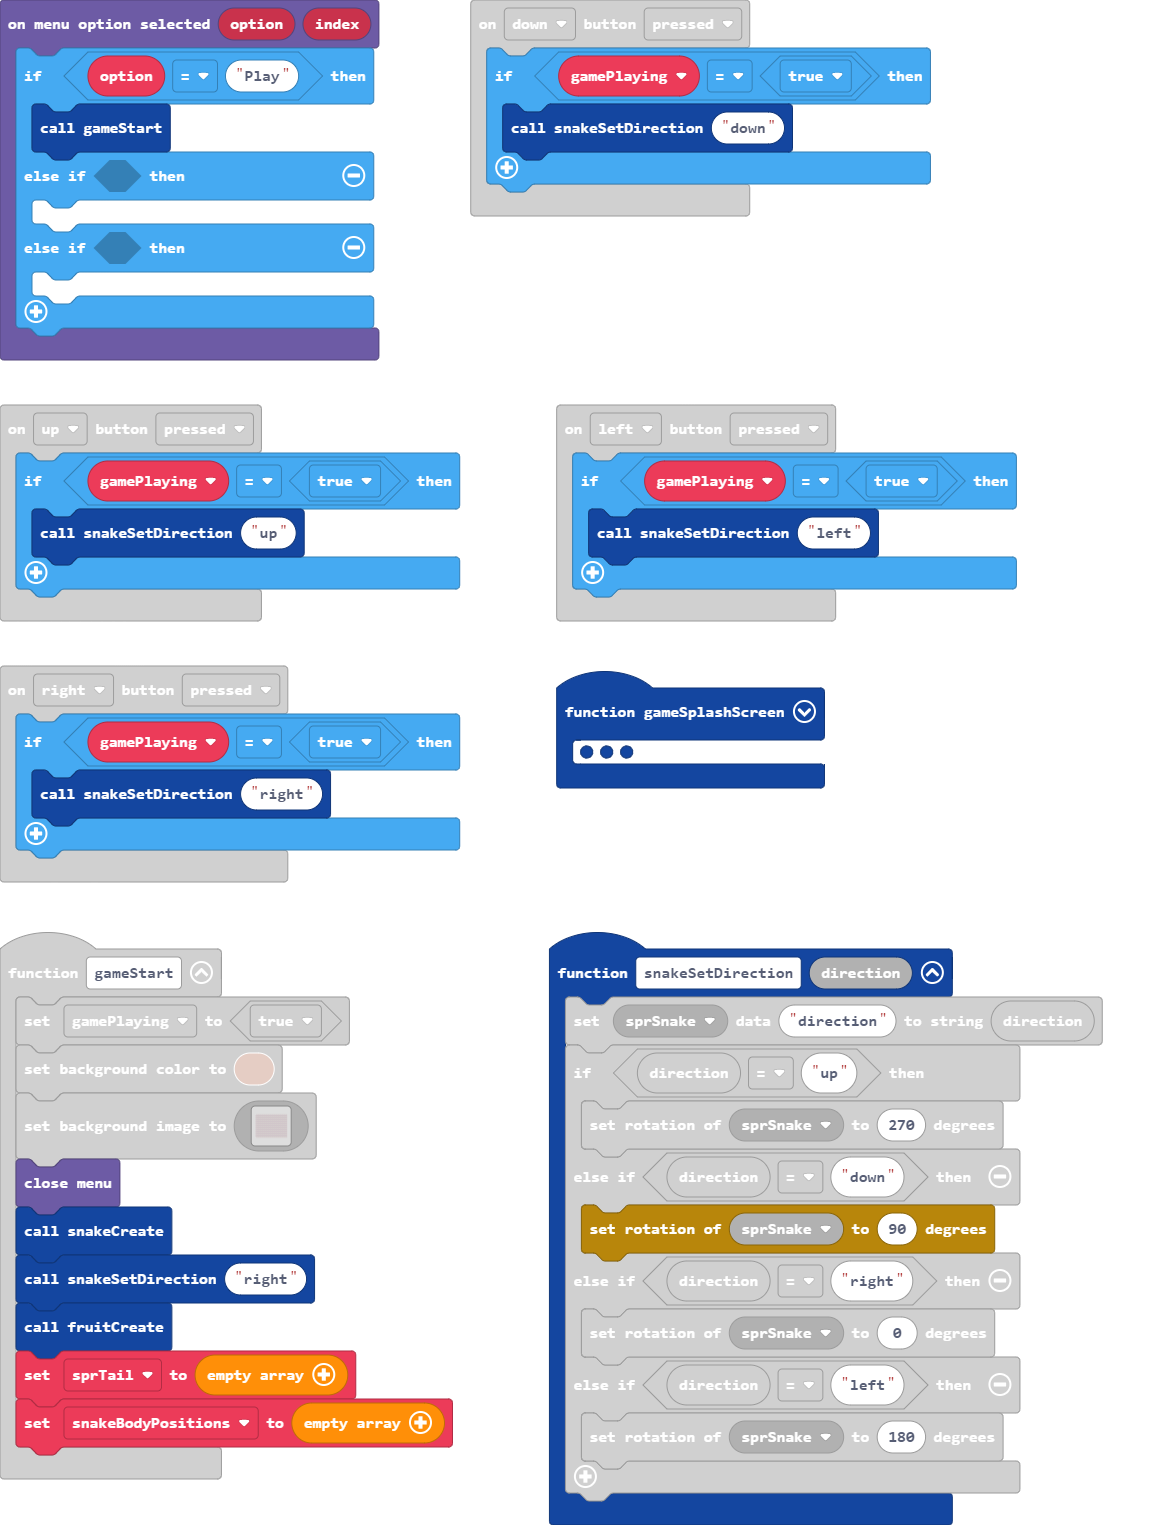 on menu option selected option index
if option = "Play" then
call gameStart
else if then
else if then
on down button pressed
if gamePlaying = true then
call snakeSetDirection "down"
on up button pressed
if gamePlaying = true then
call snakeSetDirection "up"
on left button pressed
if gamePlaying = true then
call snakeSetDirection "left"
on right button pressed
if gamePlaying = true then
call snakeSetDirection "right"
function gameSplashScreen
function gameStart
set gamePlaying to true
set background color to
set background image to
close menu
call snakeCreate
call snakeSetDirection "right"
call fruitCreate
set sprTail to empty array
set snakeBodyPositions to empty array
function snakeSetDirection direction
set sprSnake data "direction" to string direction
if direction = "up" then
set rotation of sprSnake to 270 degrees
else if direction = "down" then
set rotation of sprSnake to 90 degrees
else if direction = "right" then
set rotation of sprSnake to 0 degrees
else if direction = "left" then
set rotation of sprSnake to 180 degrees